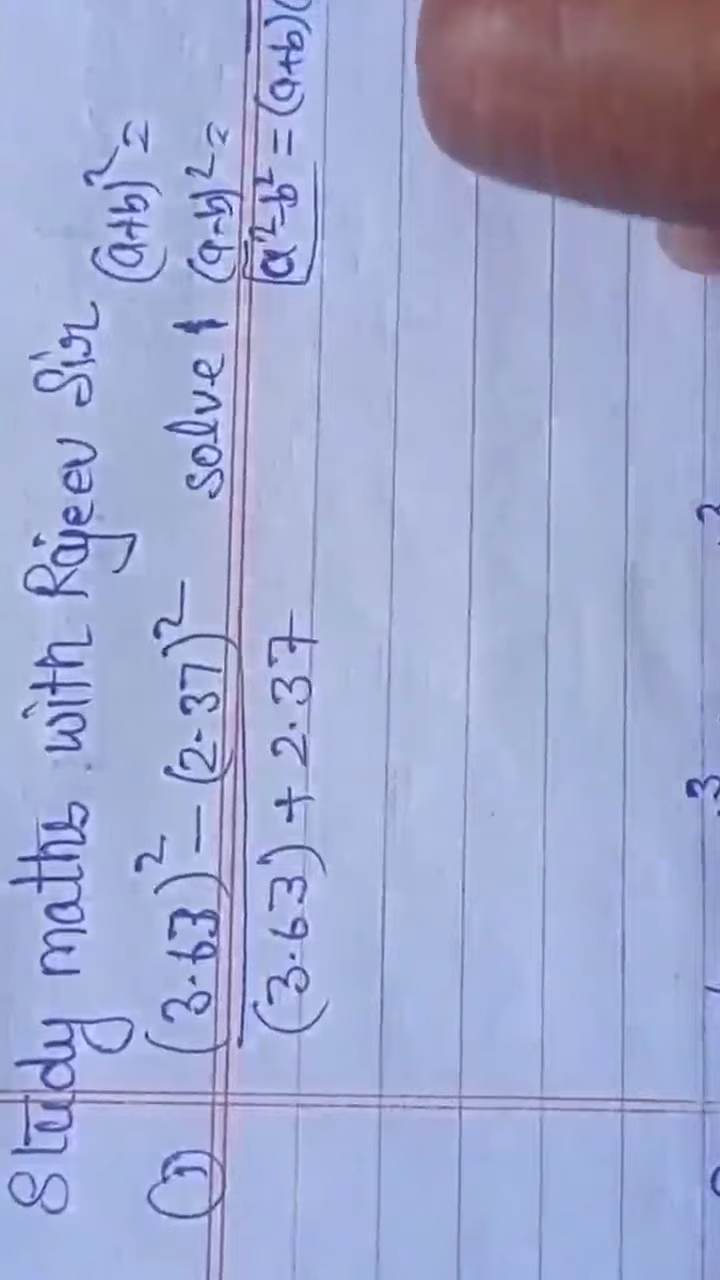 Study maths with Rajeev Sir
(a+b)² =
(1) (3.63)² - (2.37)² solve
(a-b)² =
(3.63) + 2.37
a²-b² = (a+b)(